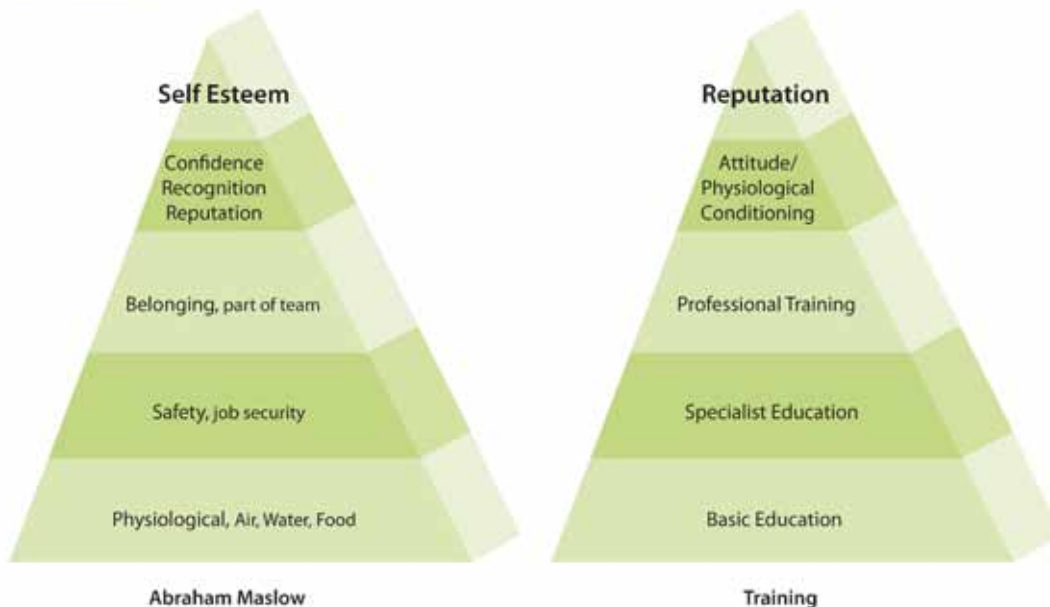 Self Esteem
Confidence
Recognition
Reputation
Belonging, part of team
Safety, job security
Physiological, Air, Water, Food
Abraham Maslow
Reputation
Attitude/
Physiological
Conditioning
Professional Training
Specialist Education
Basic Education
Training